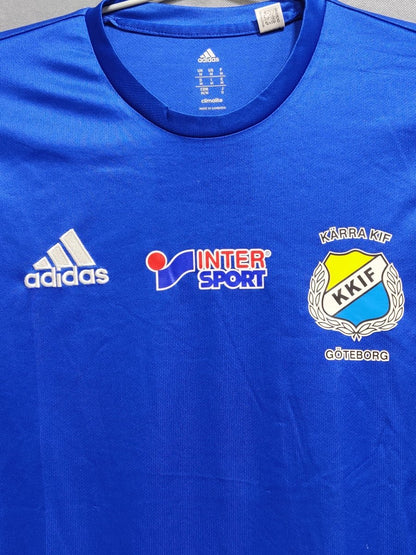 adidas
climalite
adidas
INTER
SPORT®
KÄRRA KIF
KKIF
GÖTEBORG